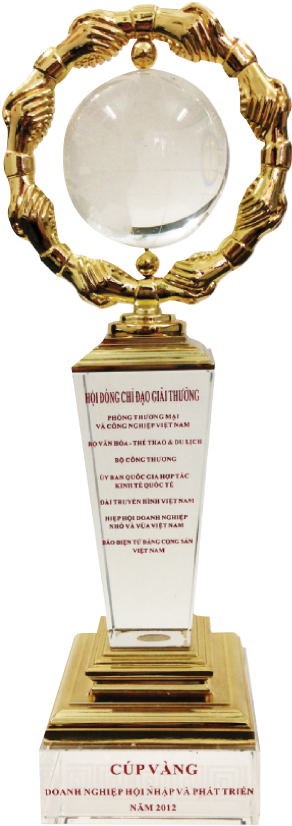 HỘI ĐỒNG CHỈ ĐẠO GIẢI THƯỞNG
PHÒNG THƯƠNG MẠI
VÀ CÔNG NGHIỆP VIỆT NAM
BỘ VĂN HÓA - THỂ THAO & DU LỊCH
BỘ CÔNG THƯƠNG
ỦY BAN QUỐC GIA HỢP TÁC
KINH TẾ QUỐC TẾ
ĐÀI TRUYỀN HÌNH VIỆT NAM
HIỆP HỘI DOANH NGHIỆP
NHỎ VÀ VỪA VIỆT NAM
BÁO ĐIỆN TỬ ĐẢNG CỘNG SẢN
VIỆT NAM
CÚP VÀNG
DOANH NGHIỆP HỘI NHẬP VÀ PHÁT TRIỂN
NĂM 2012